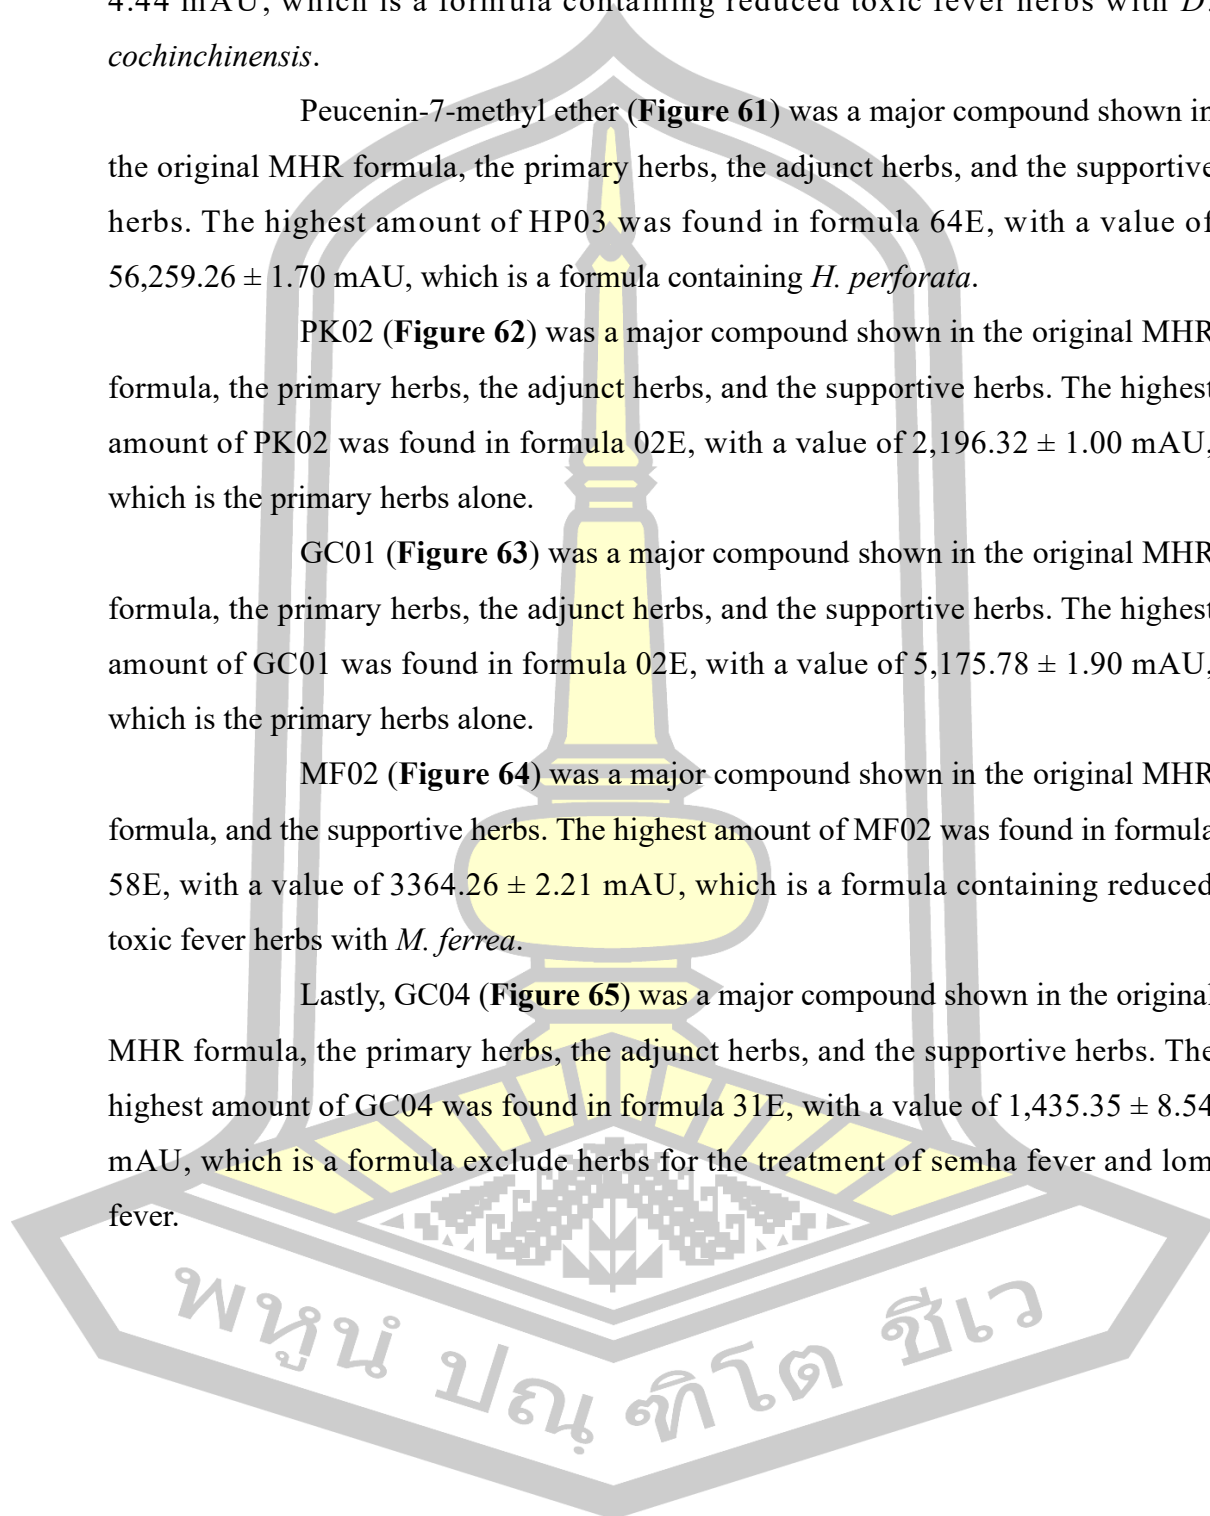 4.44 mAU, which is a formula containing reduced toxic fever herbs with D.
cochinchinensis.
Peucenin-7-methyl ether (Figure 61) was a major compound shown in
the original MHR formula, the primary herbs, the adjunct herbs, and the supportive
herbs. The highest amount of HP03 was found in formula 64E, with a value of
56,259.26 ± 1.70 mAU, which is a formula containing H. perforata.
PK02 (Figure 62) was a major compound shown in the original MHR
formula, the primary herbs, the adjunct herbs, and the supportive herbs. The highest
amount of PK02 was found in formula 02E, with a value of 2,196.32 ± 1.00 mAU,
which is the primary herbs alone.
GC01 (Figure 63) was a major compound shown in the original MHR
formula, the primary herbs, the adjunct herbs, and the supportive herbs. The highest
amount of GC01 was found in formula 02E, with a value of 5,175.78 ± 1.90 mAU,
which is the primary herbs alone.
MF02 (Figure 64) was a major compound shown in the original MHR
formula, and the supportive herbs. The highest amount of MF02 was found in formula
58E, with a value of 3364.26 ± 2.21 mAU, which is a formula containing reduced
toxic fever herbs with M. ferrea.
Lastly, GC04 (Figure 65) was a major compound shown in the original
MHR formula, the primary herbs, the adjunct herbs, and the supportive herbs. The
highest amount of GC04 was found in formula 31E, with a value of 1,435.35 ± 8.54
mAU, which is a formula exclude herbs for the treatment of semha fever and lom
fever.
พหูนํ ปณฺ ฑิโต ชีเว